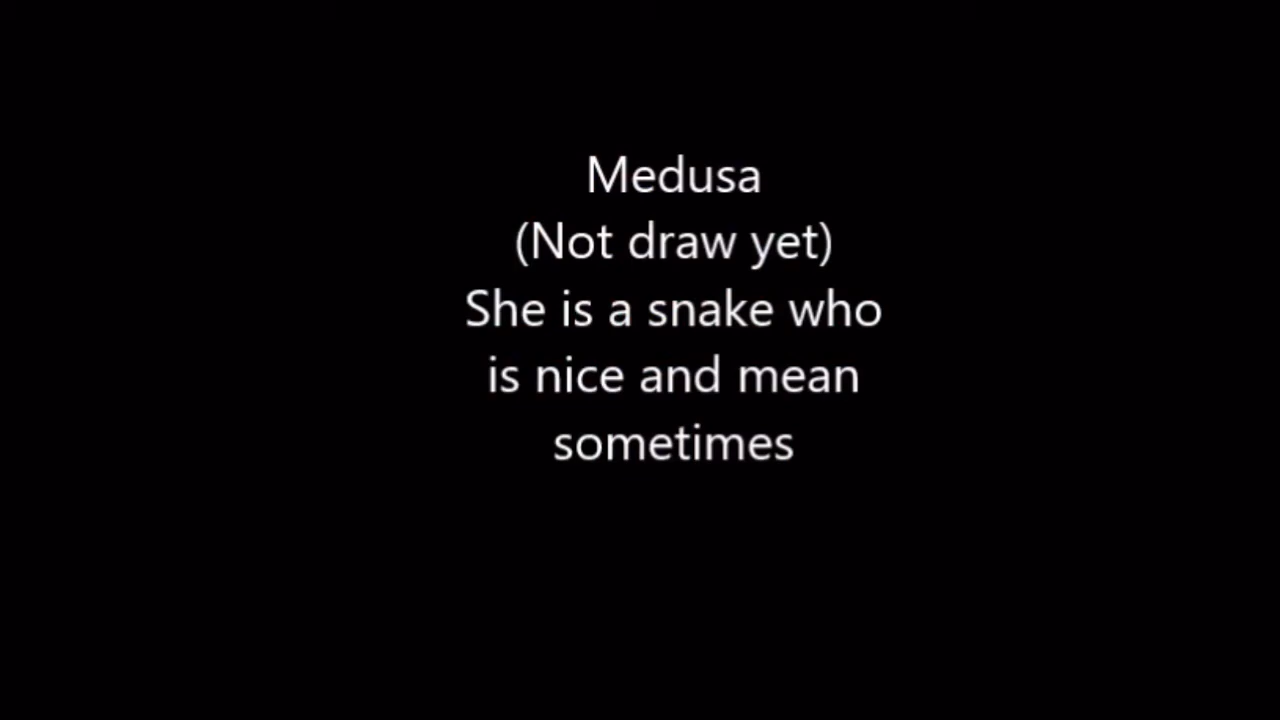 Medusa
(Not draw yet)
She is a snake who
is nice and mean
sometimes